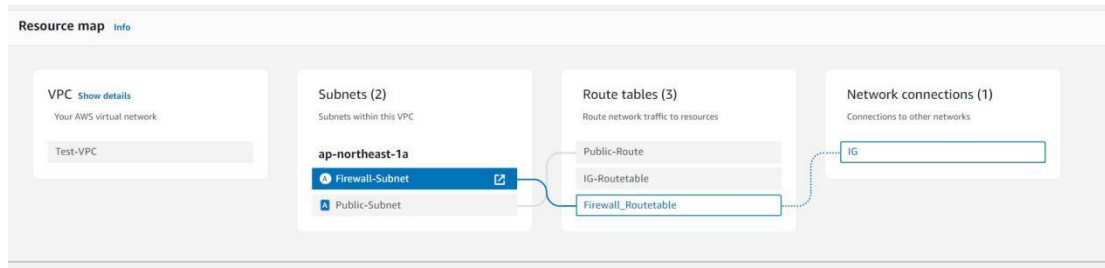 Resource map Info
VPC Show details
Your AWS virtual network
Test-VPC
Subnets (2)
Subnets within this VPC
ap-northeast-1a
A Firewall-Subnet
A Public-Subnet
Route tables (3)
Route network traffic to resources
Public-Route
IG-Routetable
Firewall_Routetable
Network connections (1)
Connections to other networks
IG